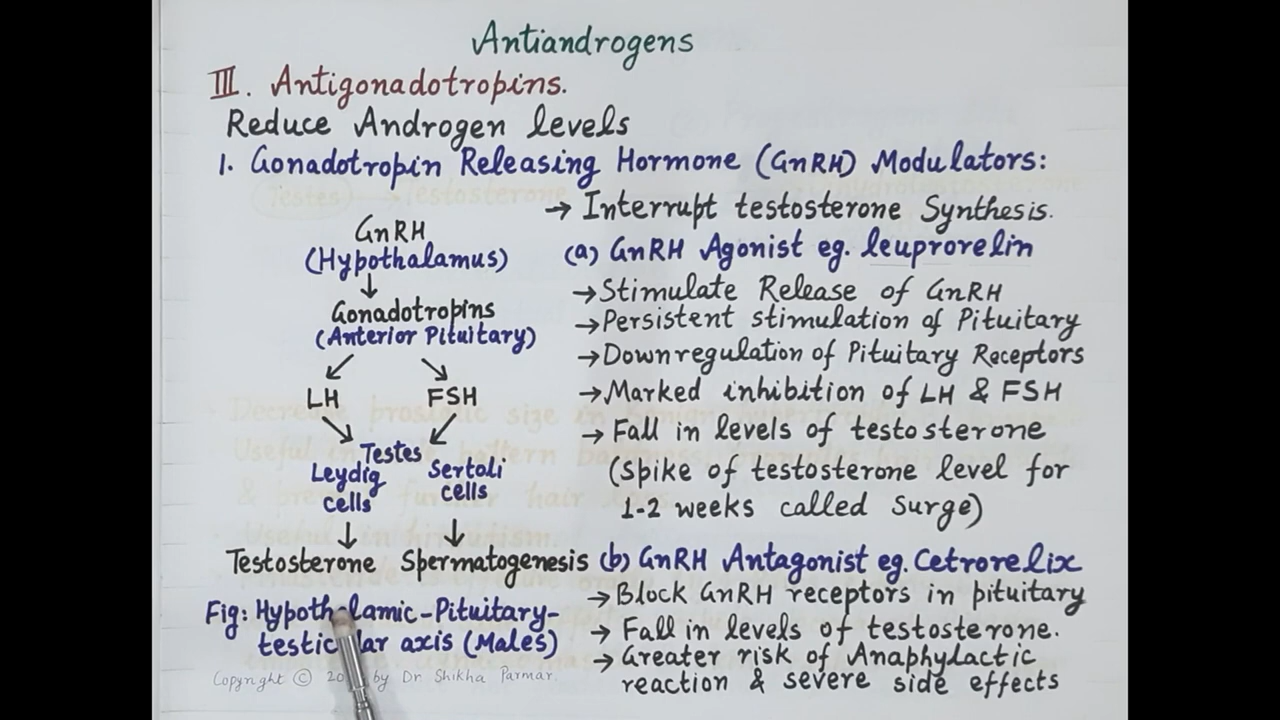 Antiandrogens
III. Antigonadotropins.
Reduce Androgen levels
1. Gonadotropin Releasing Hormone (GnRH) Modulators:
→ Interrupt testosterone Synthesis.
GnRH
(Hypothalamus)
↓
Gonadotropins
(Anterior Pituitary)
↙ ↘
LH FSH
↘ ↙
Testes
Leydig Sertoli
cells cells
↓ ↓
Testosterone Spermatogenesis
Fig: Hypothalamic-Pituitary-
testicular axis (Males)
(a) GnRH Agonist eg. leuprorelin
→ Stimulate Release of GnRH
→ Persistent stimulation of Pituitary
→ Downregulation of Pituitary Receptors
→ Marked inhibition of LH & FSH
→ Fall in levels of testosterone
(Spike of testosterone level for
1-2 weeks called Surge)
(b) GnRH Antagonist eg. Cetrorelix
→ Block GnRH receptors in pituitary
→ Fall in levels of testosterone.
→ Greater risk of Anaphylactic
reaction & severe side effects
Copyright © by Dr Shikha Parmar